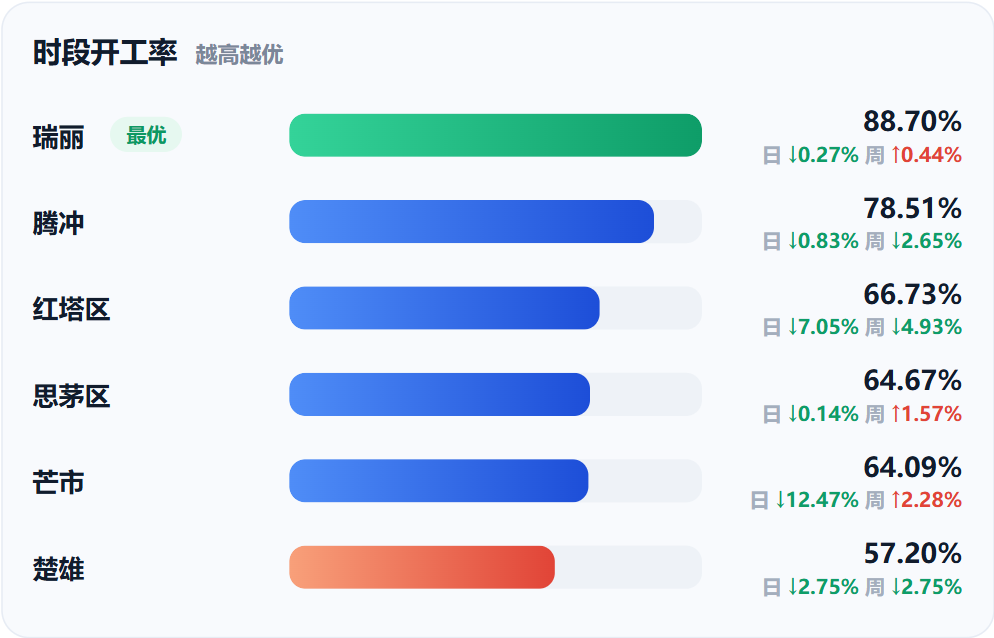 时段开工率 越高越优
瑞丽 最优 88.70%
日 ↓0.27% 周 ↑0.44%
腾冲 78.51%
日 ↓0.83% 周 ↓2.65%
红塔区 66.73%
日 ↓7.05% 周 ↓4.93%
思茅区 64.67%
日 ↓0.14% 周 ↑1.57%
芒市 64.09%
日 ↓12.47% 周 ↑2.28%
楚雄 57.20%
日 ↓2.75% 周 ↓2.75%